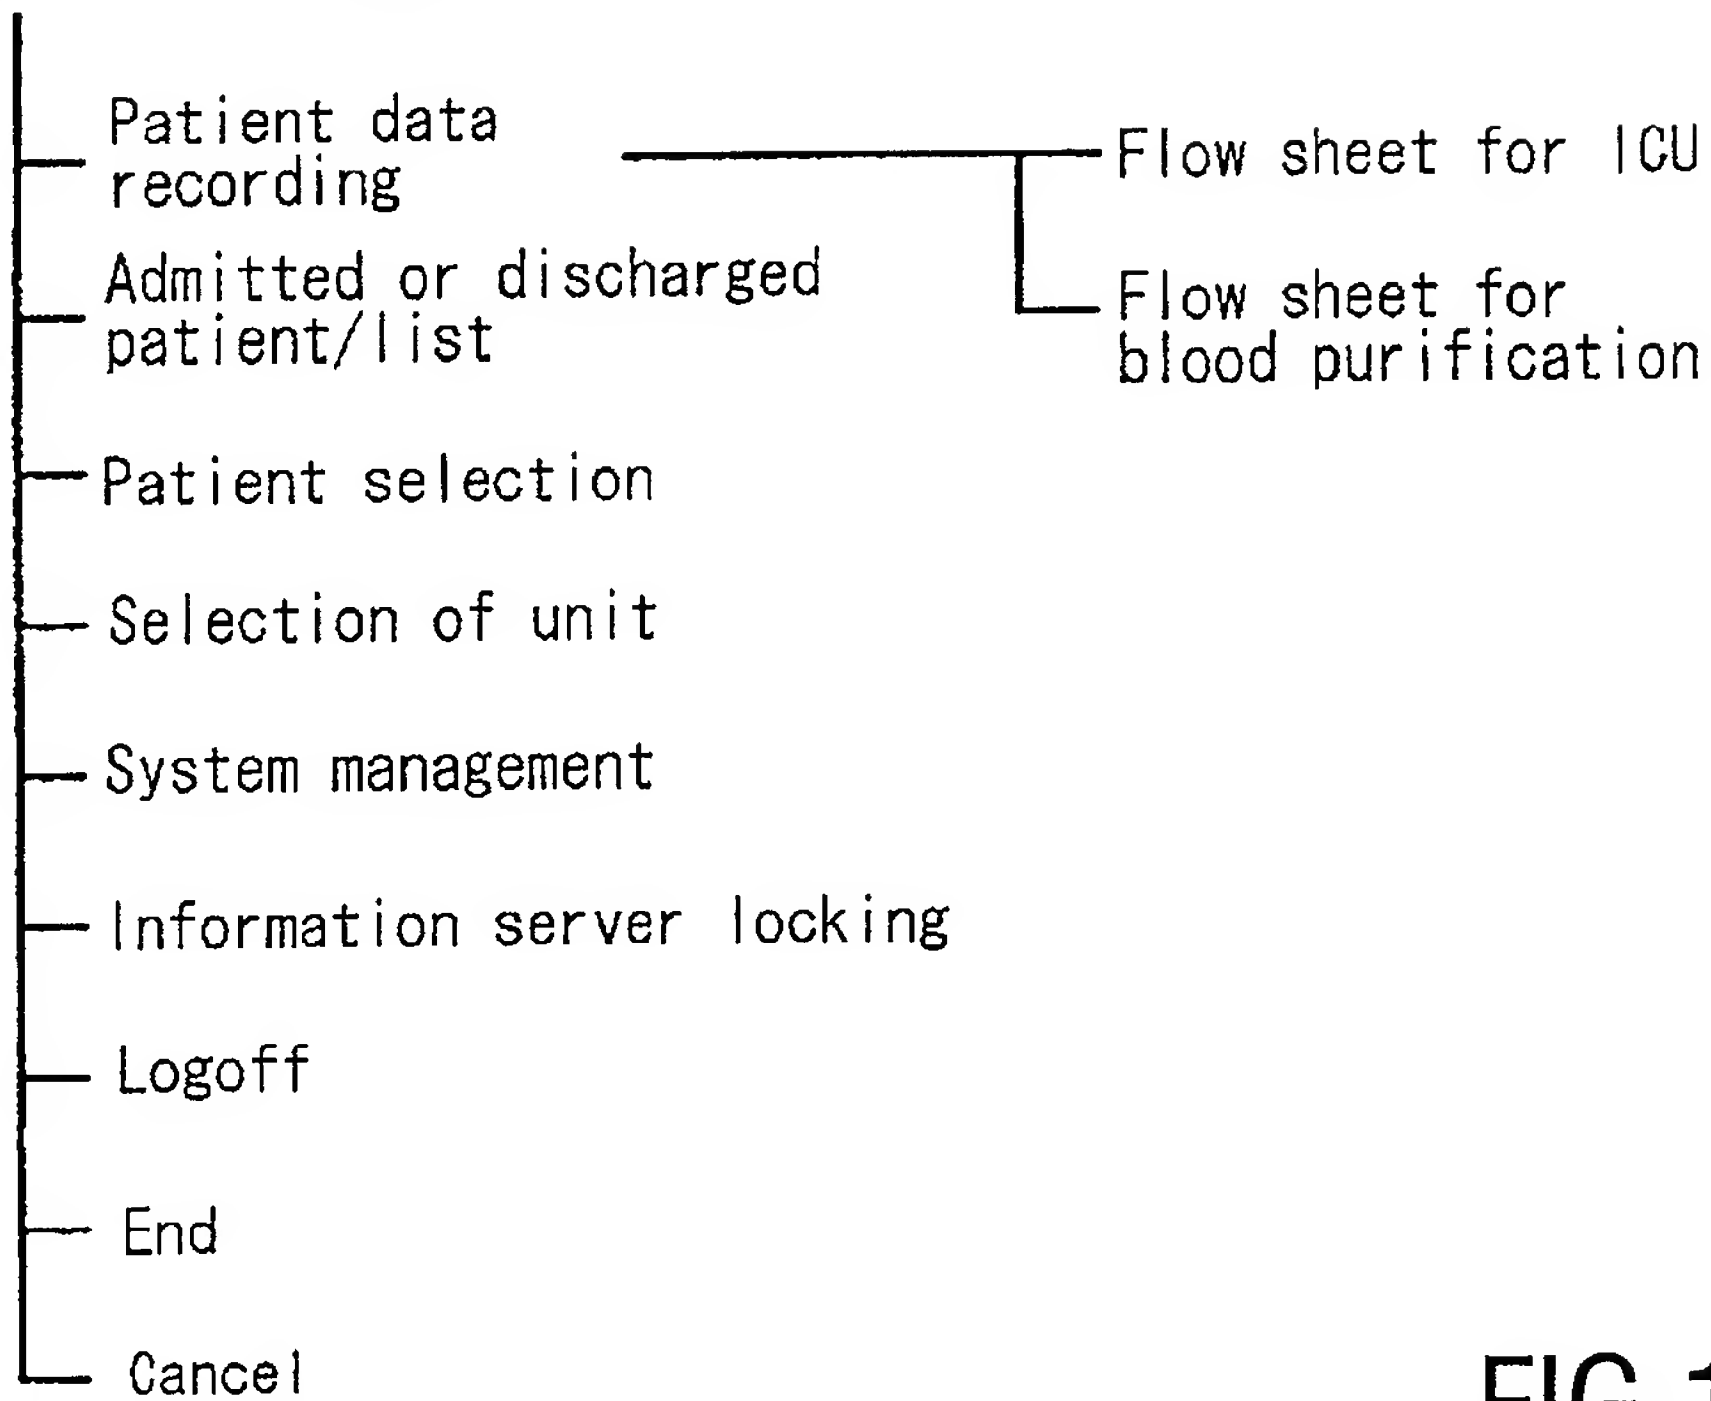 Patient data
recording
Flow sheet for ICU
Admitted or discharged
patient/list
Flow sheet for
blood purification
Patient selection
Selection of unit
System management
Information server locking
Logoff
End
Cancel
FIG.